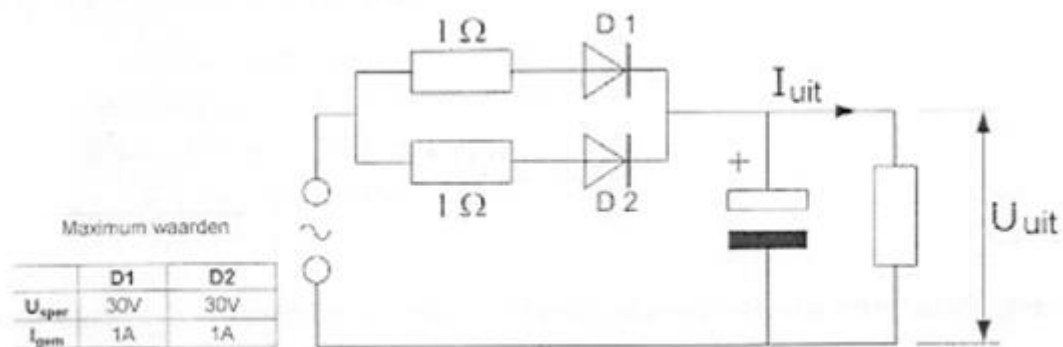 1 Ω
D 1
I uit
1 Ω
D 2
+
U uit
~
Maximum waarden
D1 D2
U sper 30V 30V
I gem 1A 1A